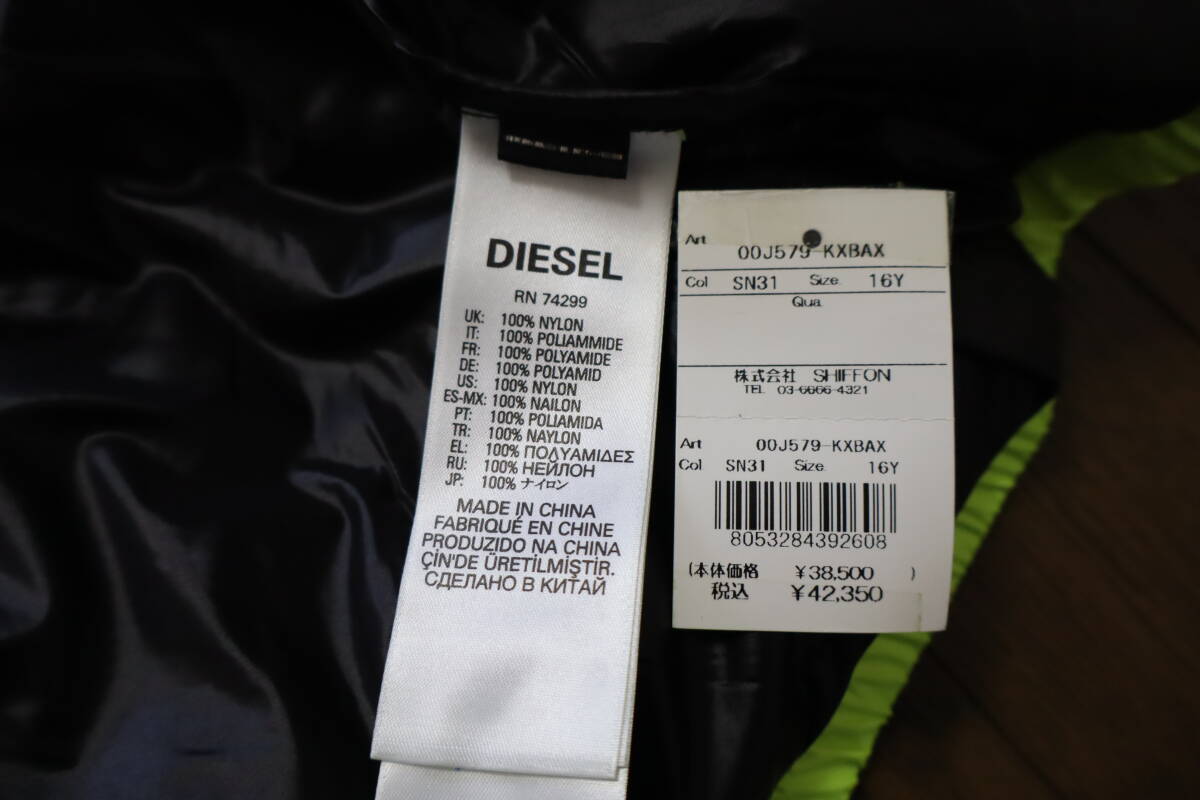 DIESEL
RN 74299
UK: 100% NYLON
IT: 100% POLIAMMIDE
FR: 100% POLYAMIDE
DE: 100% POLYAMID
US: 100% NYLON
ES-MX: 100% NAILON
PT: 100% POLIAMIDA
TR: 100% NAYLON
EL: 100% ΠΟΛΥΑΜΙΔΕΣ
RU: 100% НЕЙЛОН
JP: 100% ナイロン
MADE IN CHINA
FABRIQUÉ EN CHINE
PRODUZIDO NA CHINA
ÇİN'DE ÜRETİLMİŞTİR.
СДЕЛАНО В КИТАЙ
Art 00J579-KXBAX
Col SN31 Size 16Y
Qua.
株式会社 SHIFFON
TEL 03-6666-4321
Art 00J579-KXBAX
Col SN31 Size 16Y
8053284392608
(本体価格 ¥38,500 )
税込 ¥42,350